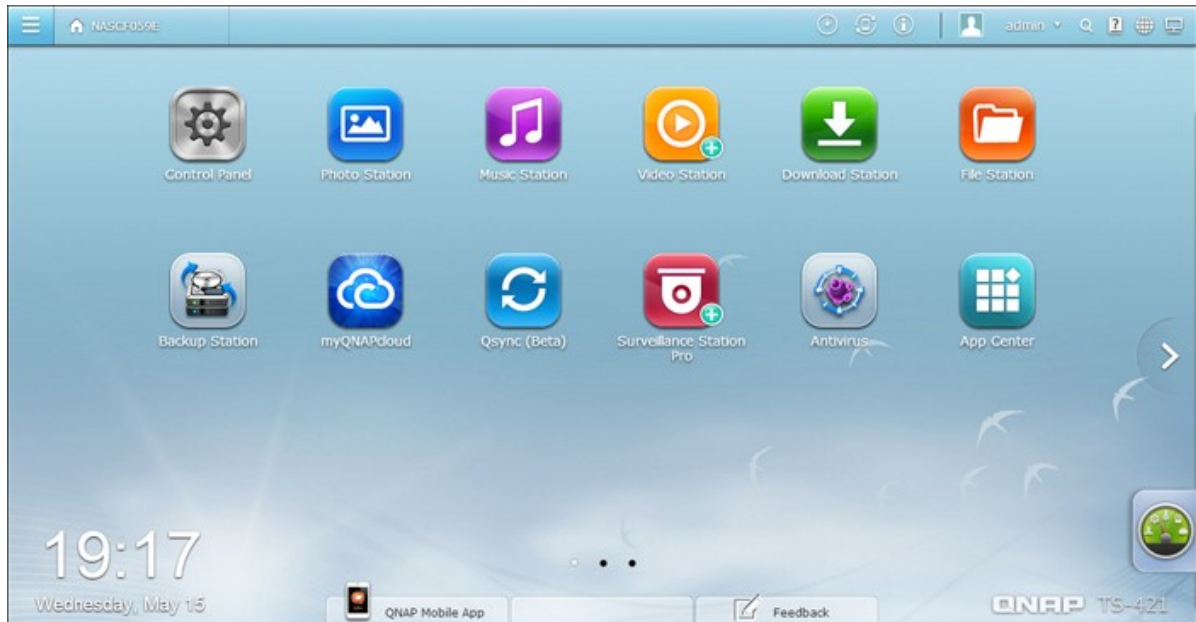 NASCF059E
admin
Control Panel
Photo Station
Music Station
Video Station
Download Station
File Station
Backup Station
myQNAPcloud
Qsync (Beta)
Surveillance Station
Pro
Antivirus
App Center
19:17
Wednesday, May 15
QNAP Mobile App
Feedback
QNAP TS-421